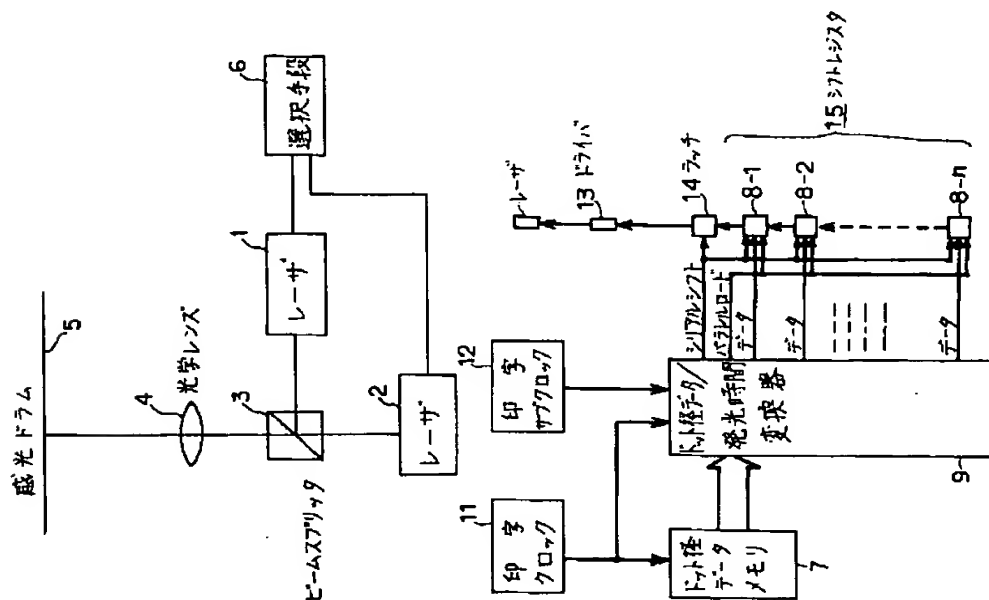 感光ドラム
5
4
光学レンズ
3
ビームスプリッタ
1
レーザ
6
選択手段
2
レーザ
11
印字
クロック
12
印字
サブクロック
ドット径
データ
メモリ
7
ドット径データ/
発光時間
変換器
9
シリアルシフト
パラレルロード
データ
データ
データ
レーザ
13 ドライバ
14 ラッチ
8-1
8-2
8-n
15 シフトレジスタ